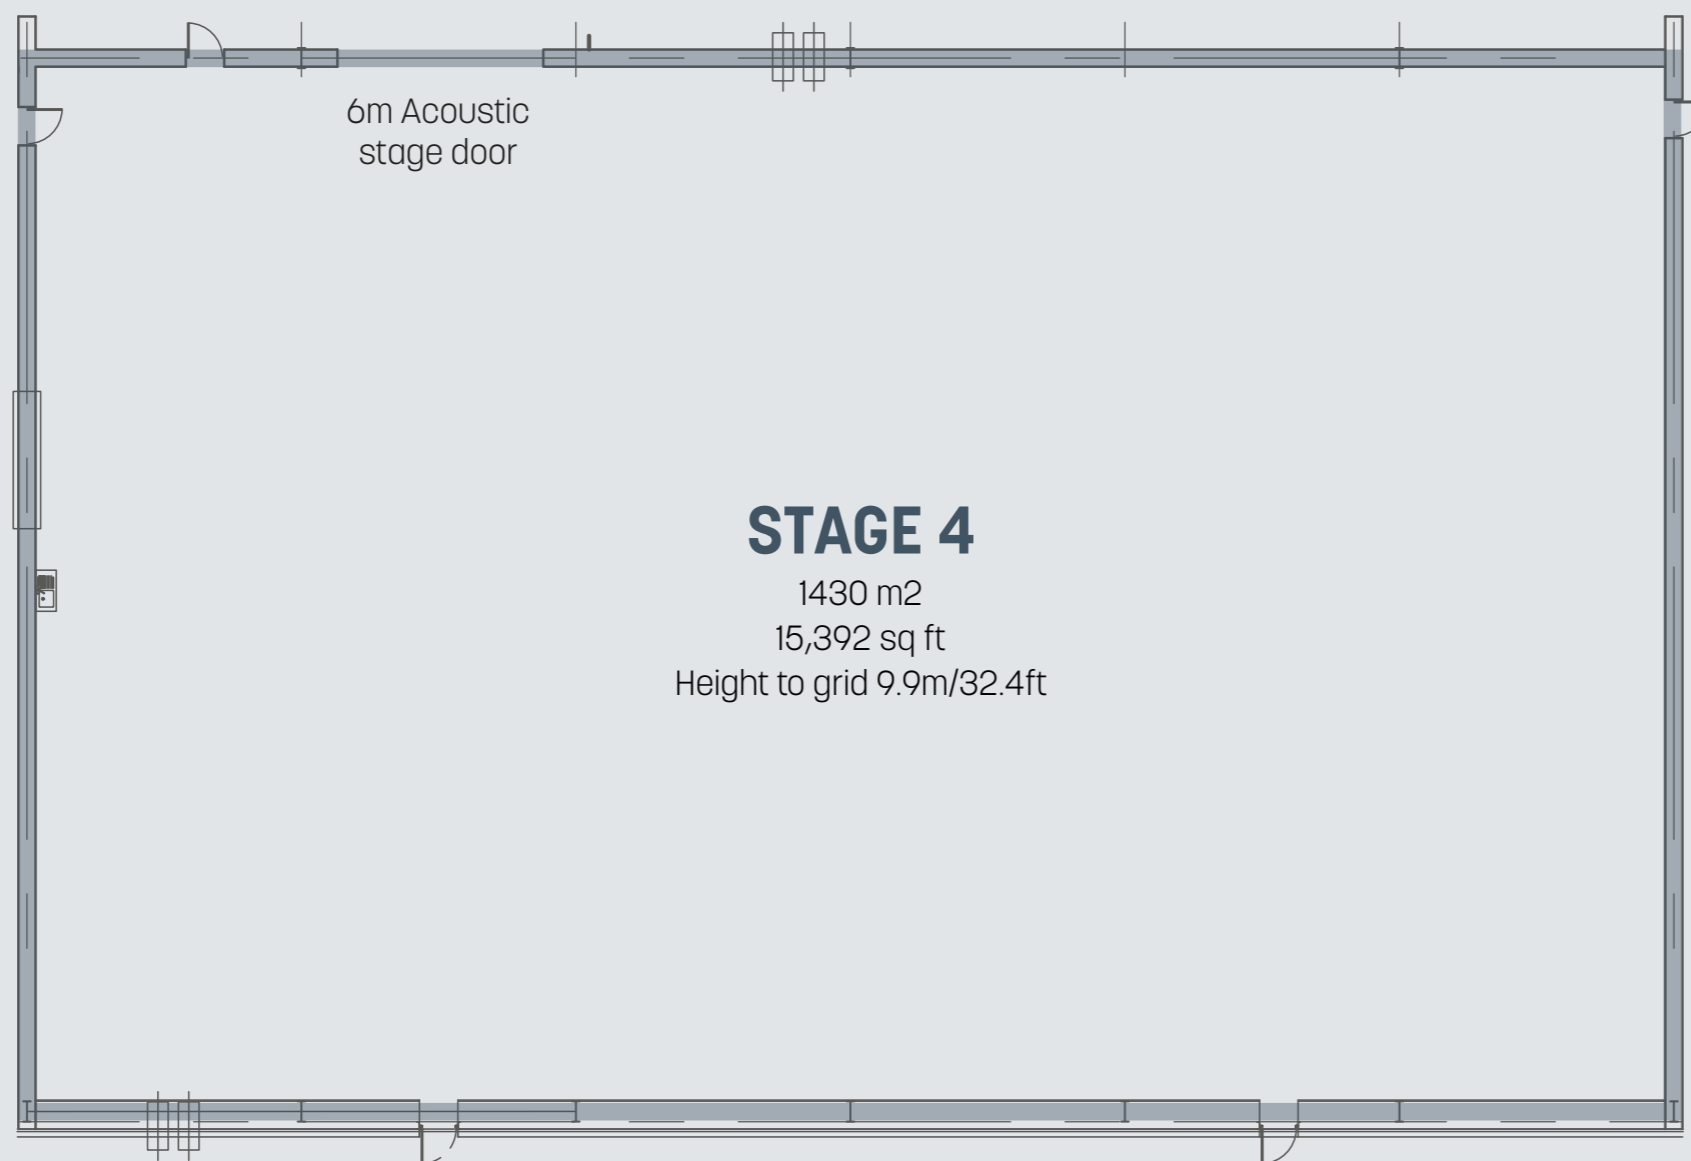 6m Acoustic
stage door
STAGE 4
1430 m2
15,392 sq ft
Height to grid 9.9m/32.4ft